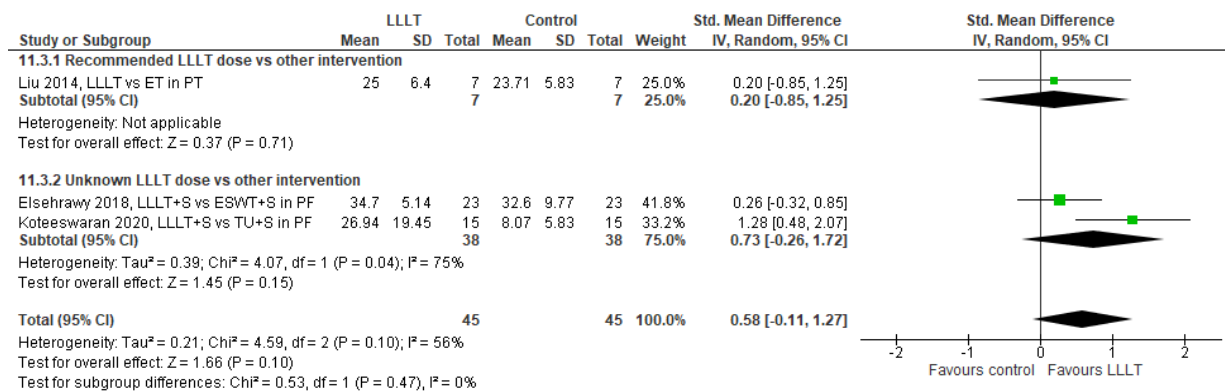 LLLT Control Std. Mean Difference Std. Mean Difference
Study or Subgroup Mean SD Total Mean SD Total Weight IV, Random, 95% CI IV, Random, 95% CI
11.3.1 Recommended LLLT dose vs other intervention
Liu 2014, LLLT vs ET in PT 25 6.4 7 23.71 5.83 7 25.0% 0.20 [-0.85, 1.25]
Subtotal (95% CI) 7 7 25.0% 0.20 [-0.85, 1.25]
Heterogeneity: Not applicable
Test for overall effect: Z = 0.37 (P = 0.71)
11.3.2 Unknown LLLT dose vs other intervention
Elsehrawy 2018, LLLT+S vs ESWT+S in PF 34.7 5.14 23 32.6 9.77 23 41.8% 0.26 [-0.32, 0.85]
Koteeswaran 2020, LLLT+S vs TU+S in PF 26.94 19.45 15 8.07 5.83 15 33.2% 1.28 [0.48, 2.07]
Subtotal (95% CI) 38 38 75.0% 0.73 [-0.26, 1.72]
Heterogeneity: Tau² = 0.39; Chi² = 4.07, df = 1 (P = 0.04); I² = 75%
Test for overall effect: Z = 1.45 (P = 0.15)
Total (95% CI) 45 45 100.0% 0.58 [-0.11, 1.27]
Heterogeneity: Tau² = 0.21; Chi² = 4.59, df = 2 (P = 0.10); I² = 56%
Test for overall effect: Z = 1.66 (P = 0.10)
Test for subgroup differences: Chi² = 0.53, df = 1 (P = 0.47), I² = 0%
-2 -1 0 1 2
Favours control Favours LLLT